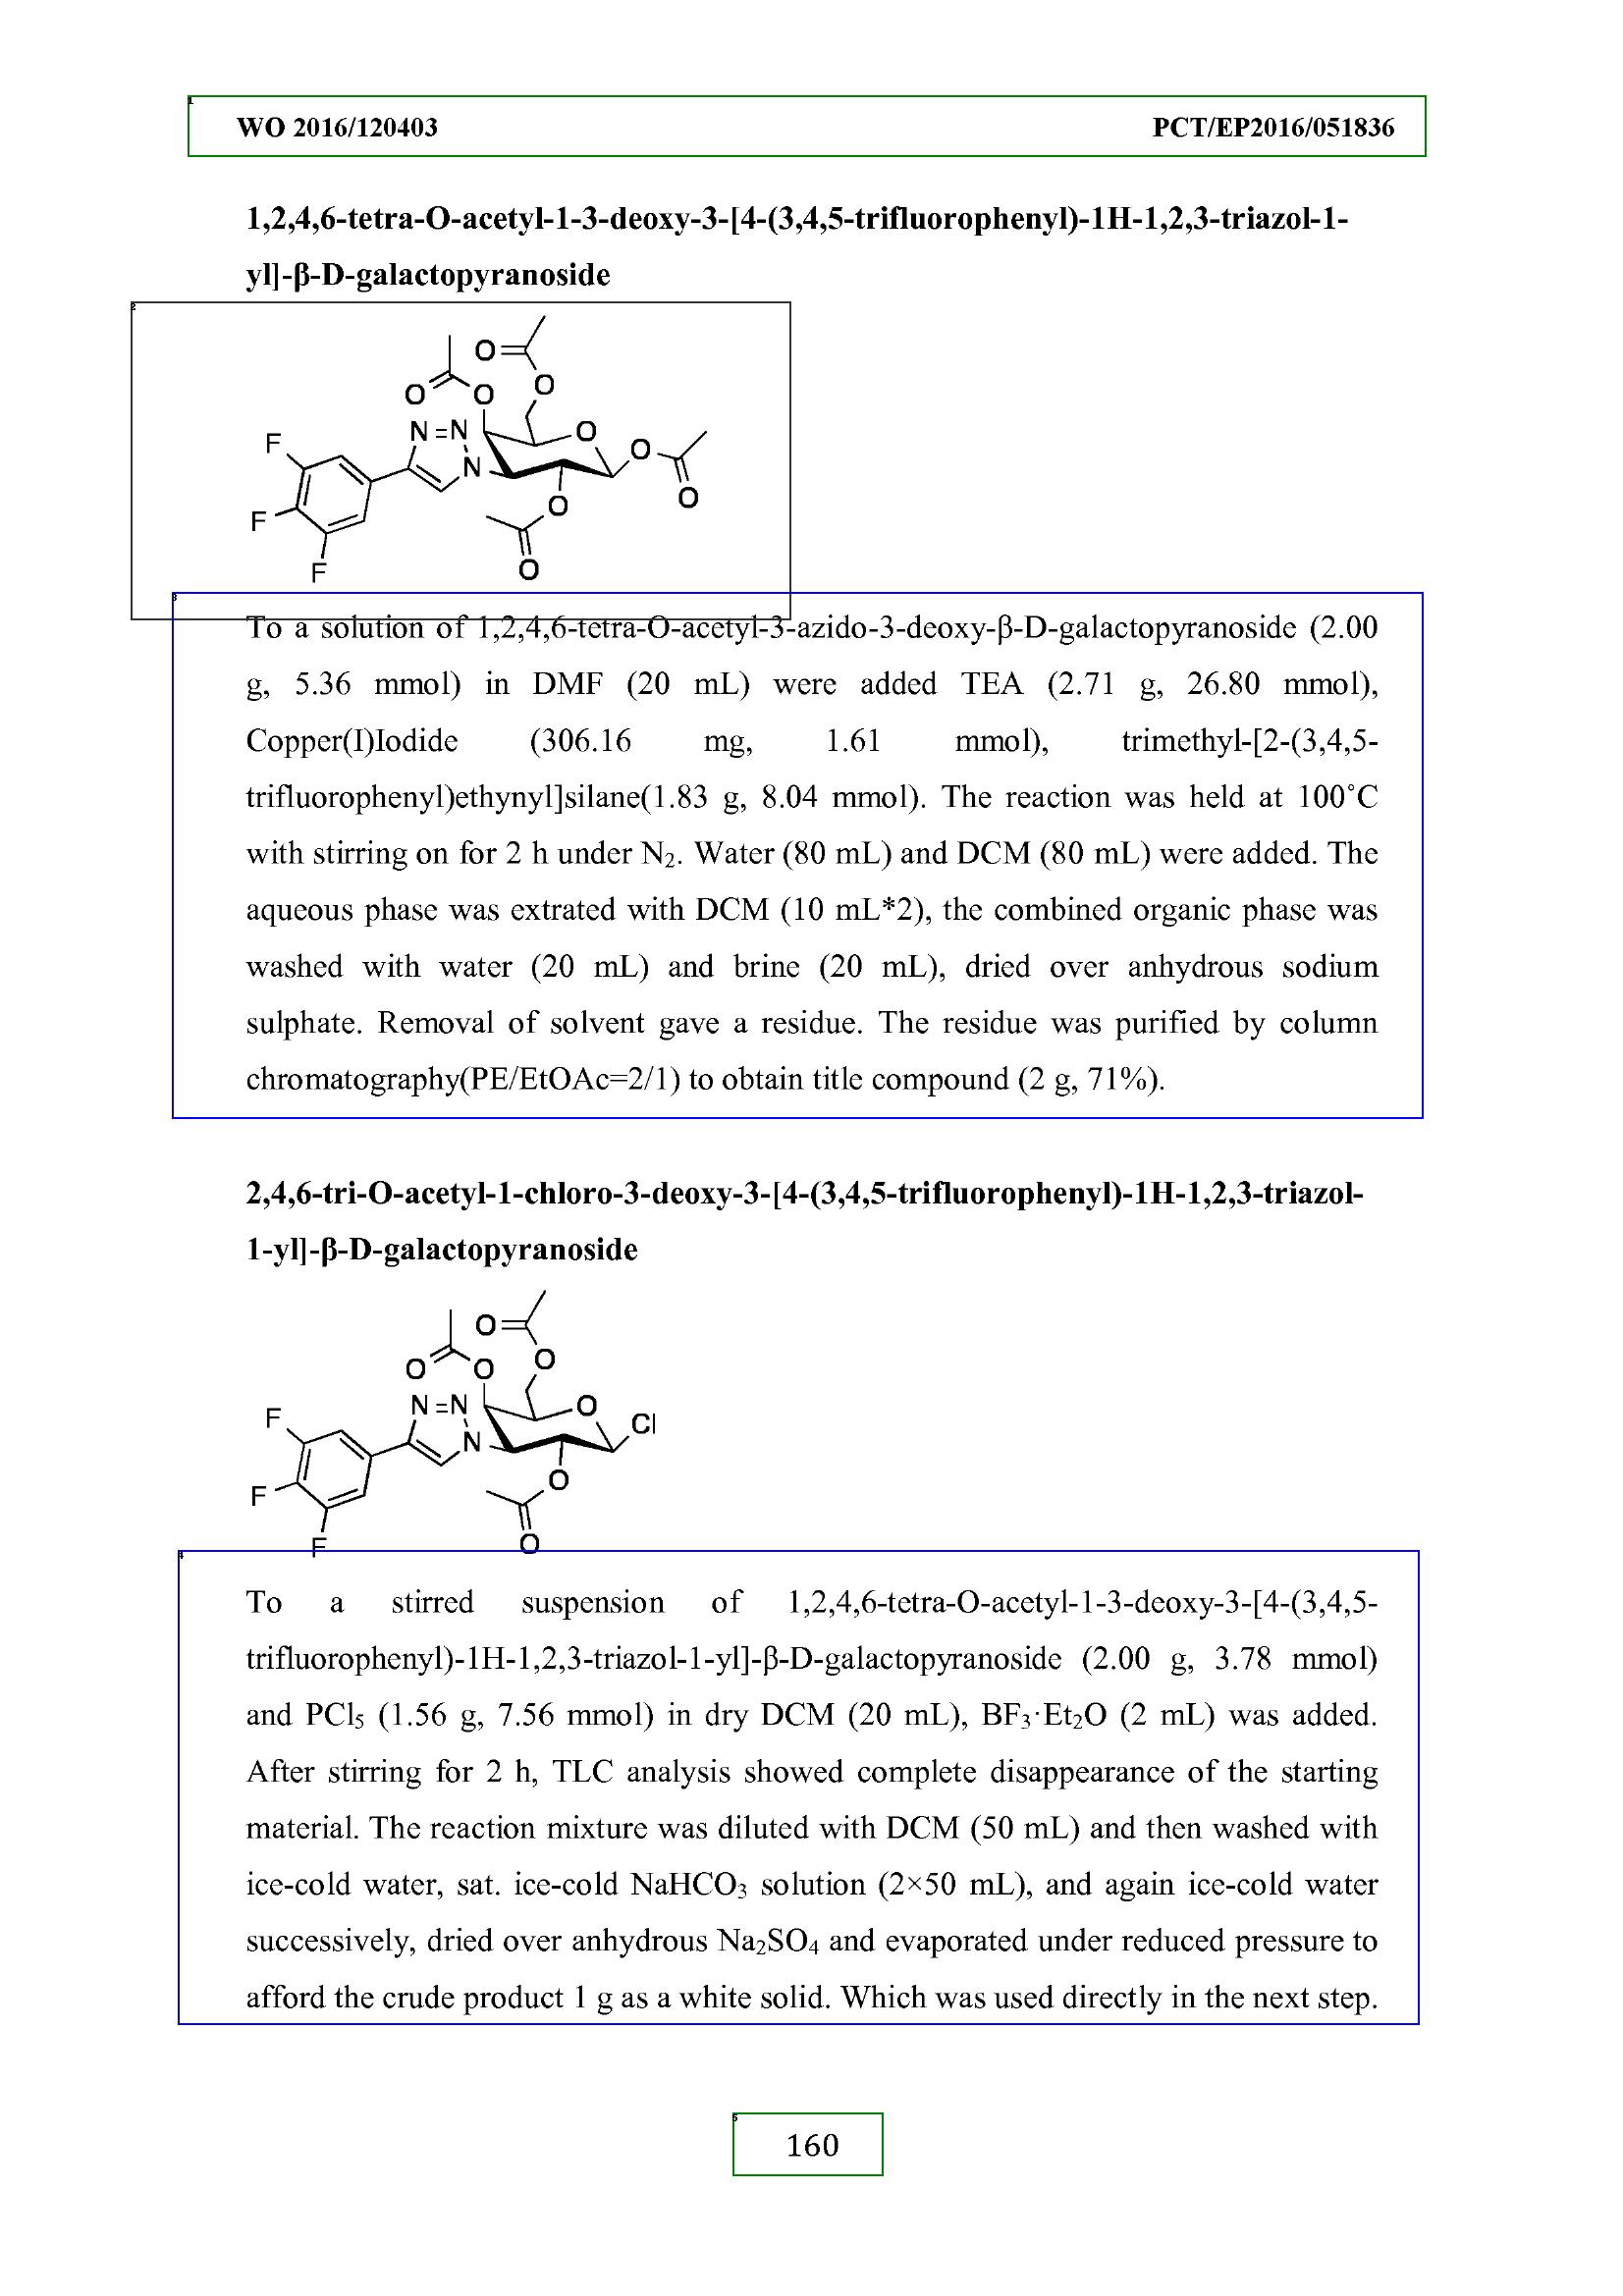 WO 2016/120403 PCT/EP2016/051836
1,2,4,6-tetra-O-acetyl-1-3-deoxy-3-[4-(3,4,5-trifluorophenyl)-1H-1,2,3-triazol-1-
yl]-β-D-galactopyranoside
O
O
O
O
N=N
N
O
O
O
O
O
F
F
F
To a solution of 1,2,4,6-tetra-O-acetyl-3-azido-3-deoxy-β-D-galactopyranoside (2.00
g, 5.36 mmol) in DMF (20 mL) were added TEA (2.71 g, 26.80 mmol),
Copper(I)Iodide (306.16 mg, 1.61 mmol), trimethyl-[2-(3,4,5-
trifluorophenyl)ethynyl]silane(1.83 g, 8.04 mmol). The reaction was held at 100˚C
with stirring on for 2 h under N₂. Water (80 mL) and DCM (80 mL) were added. The
aqueous phase was extrated with DCM (10 mL*2), the combined organic phase was
washed with water (20 mL) and brine (20 mL), dried over anhydrous sodium
sulphate. Removal of solvent gave a residue. The residue was purified by column
chromatography(PE/EtOAc=2/1) to obtain title compound (2 g, 71%).
2,4,6-tri-O-acetyl-1-chloro-3-deoxy-3-[4-(3,4,5-trifluorophenyl)-1H-1,2,3-triazol-
1-yl]-β-D-galactopyranoside
O
O
O
O
N=N
N
O
Cl
O
O
F
F
F
To a stirred suspension of 1,2,4,6-tetra-O-acetyl-1-3-deoxy-3-[4-(3,4,5-
trifluorophenyl)-1H-1,2,3-triazol-1-yl]-β-D-galactopyranoside (2.00 g, 3.78 mmol)
and PCl₅ (1.56 g, 7.56 mmol) in dry DCM (20 mL), BF₃·Et₂O (2 mL) was added.
After stirring for 2 h, TLC analysis showed complete disappearance of the starting
material. The reaction mixture was diluted with DCM (50 mL) and then washed with
ice-cold water, sat. ice-cold NaHCO₃ solution (2×50 mL), and again ice-cold water
successively, dried over anhydrous Na₂SO₄ and evaporated under reduced pressure to
afford the crude product 1 g as a white solid. Which was used directly in the next step.
160